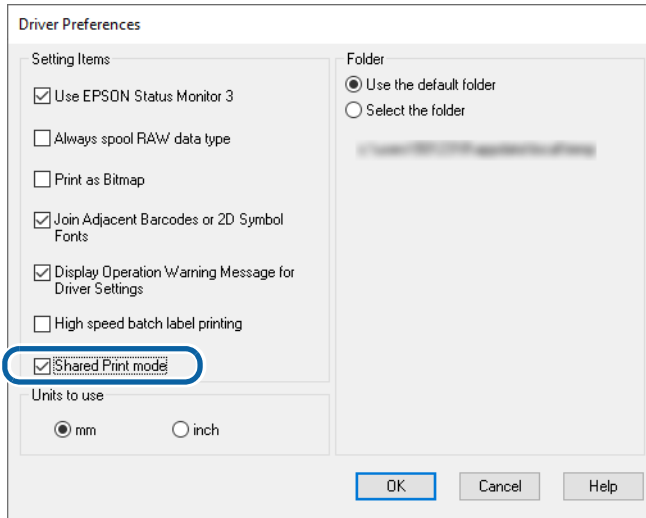 Driver Preferences
Setting Items
Use EPSON Status Monitor 3
Always spool RAW data type
Print as Bitmap
Join Adjacent Barcodes or 2D Symbol
Fonts
Display Operation Warning Message for
Driver Settings
High speed batch label printing
Shared Print mode
Units to use
mm
inch
Folder
Use the default folder
Select the folder
OK
Cancel
Help